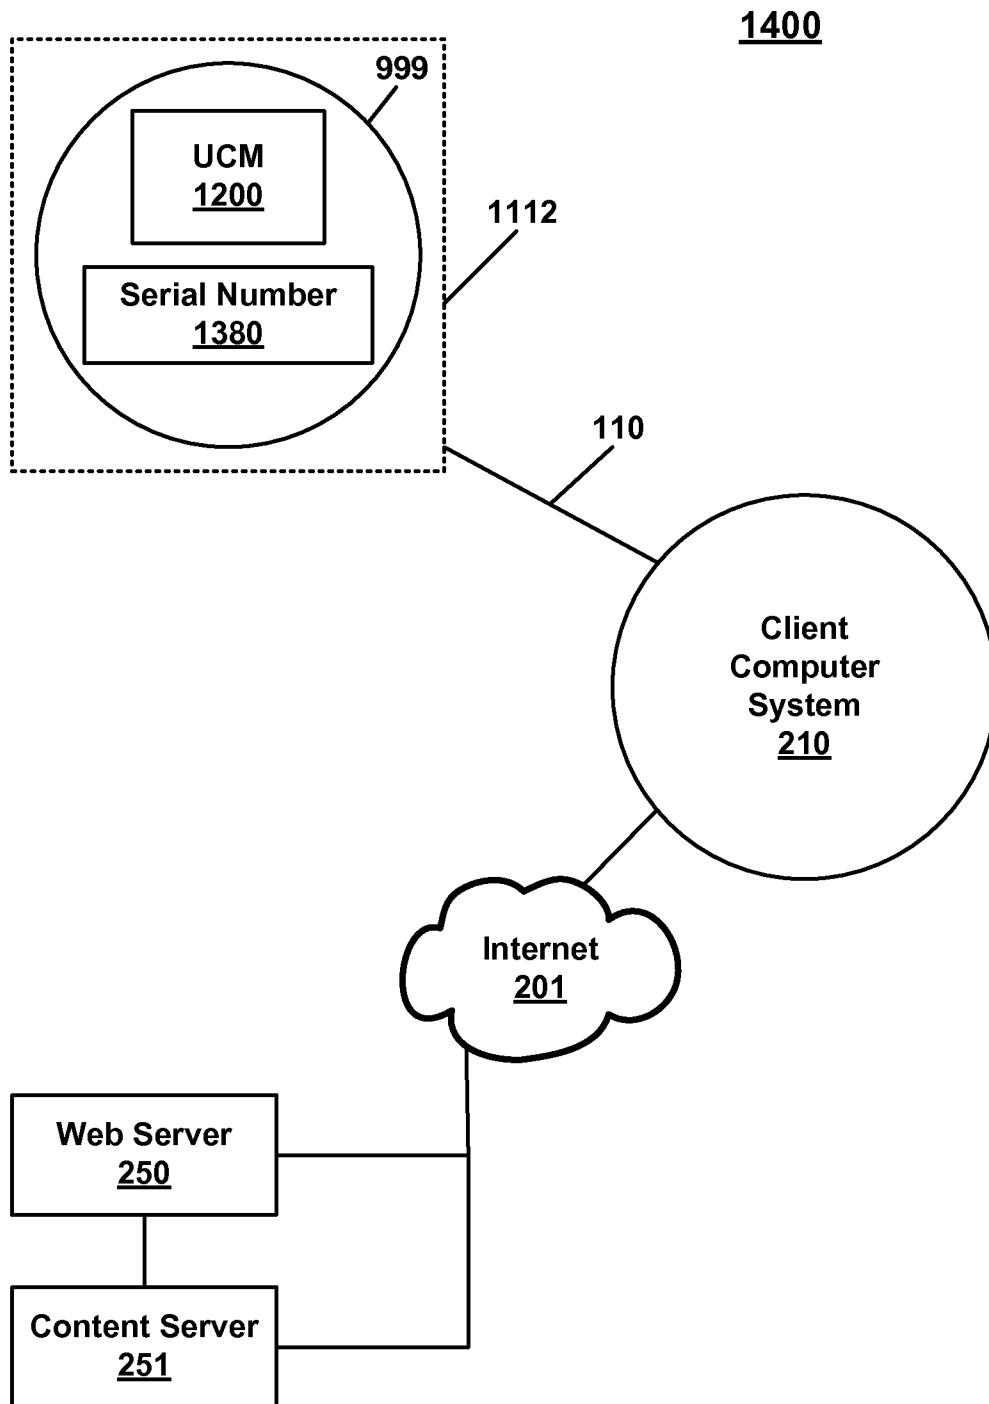 1400
999
UCM
1200
1112
Serial Number
1380
110
Client
Computer
System
210
Internet
201
Web Server
250
Content Server
251